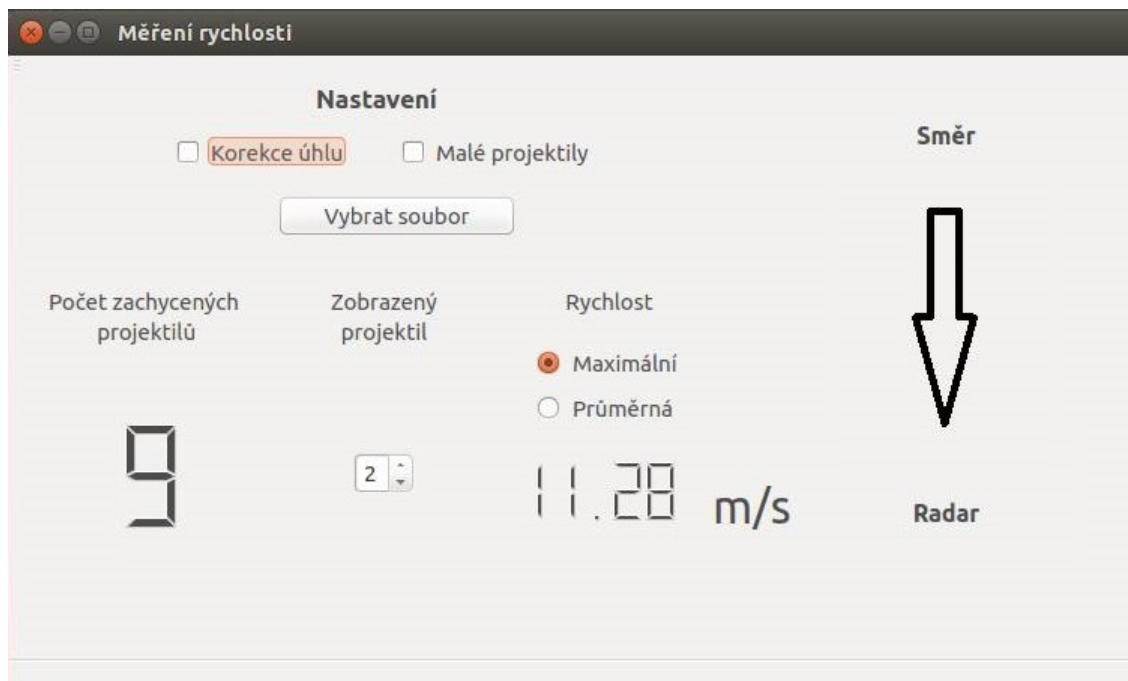 Měření rychlosti
Nastavení
Korekce úhlu
Malé projektily
Vybrat soubor
Počet zachycených
projektilů
9
Zobrazený
projektil
2
Rychlost
Maximální
Průměrná
11.28 m/s
Směr
Radar